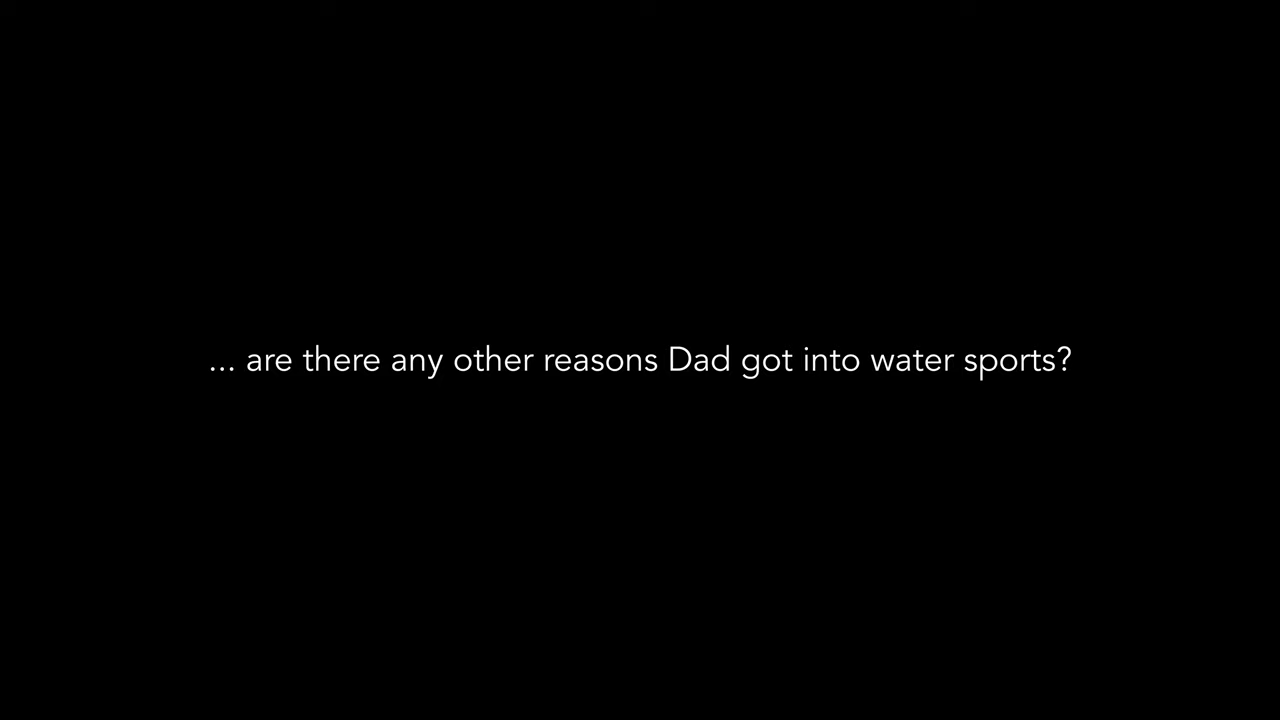 ... are there any other reasons Dad got into water sports?